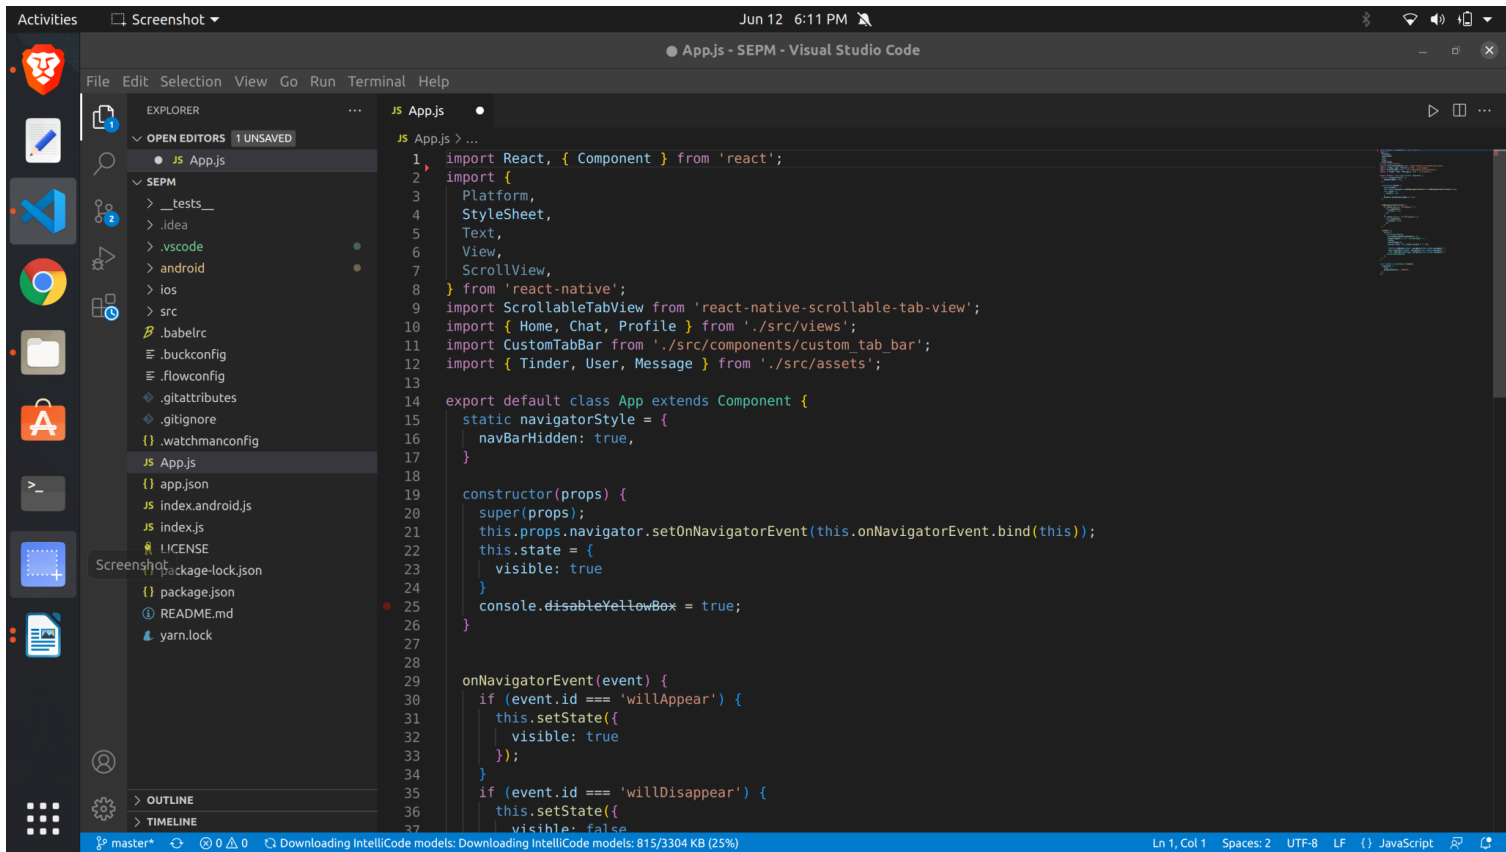 Activities
Screenshot
Jun 12 6:11 PM
App.js - SEPM - Visual Studio Code
File Edit Selection View Go Run Terminal Help
EXPLORER
OPEN EDITORS 1 UNSAVED
JS App.js
SEPM
__tests__
.idea
.vscode
android
ios
src
.babelrc
.buckconfig
.flowconfig
.gitattributes
.gitignore
{} .watchmanconfig
JS App.js
{} app.json
JS index.android.js
JS index.js
LICENSE
{} package-lock.json
{} package.json
README.md
yarn.lock
Screenshot
OUTLINE
TIMELINE
1
2
JS App.js
JS App.js > ...
1 import React, { Component } from 'react';
2 import {
3 Platform,
4 StyleSheet,
5 Text,
6 View,
7 ScrollView,
8 } from 'react-native';
9 import ScrollableTabView from 'react-native-scrollable-tab-view';
10 import { Home, Chat, Profile } from './src/views';
11 import CustomTabBar from './src/components/custom_tab_bar';
12 import { Tinder, User, Message } from './src/assets';
13
14 export default class App extends Component {
15 static navigatorStyle = {
16 navBarHidden: true,
17 }
18
19 constructor(props) {
20 super(props);
21 this.props.navigator.setOnNavigatorEvent(this.onNavigatorEvent.bind(this));
22 this.state = {
23 visible: true
24 }
25 console.disableYellowBox = true;
26 }
27
28
29 onNavigatorEvent(event) {
30 if (event.id === 'willAppear') {
31 this.setState({
32 visible: true
33 });
34 }
35 if (event.id === 'willDisappear') {
36 this.setState({
37 visible: false
master* 0 0 Downloading IntelliCode models: Downloading IntelliCode models: 815/3304 KB (25%)
Ln 1, Col 1 Spaces: 2 UTF-8 LF {} JavaScript